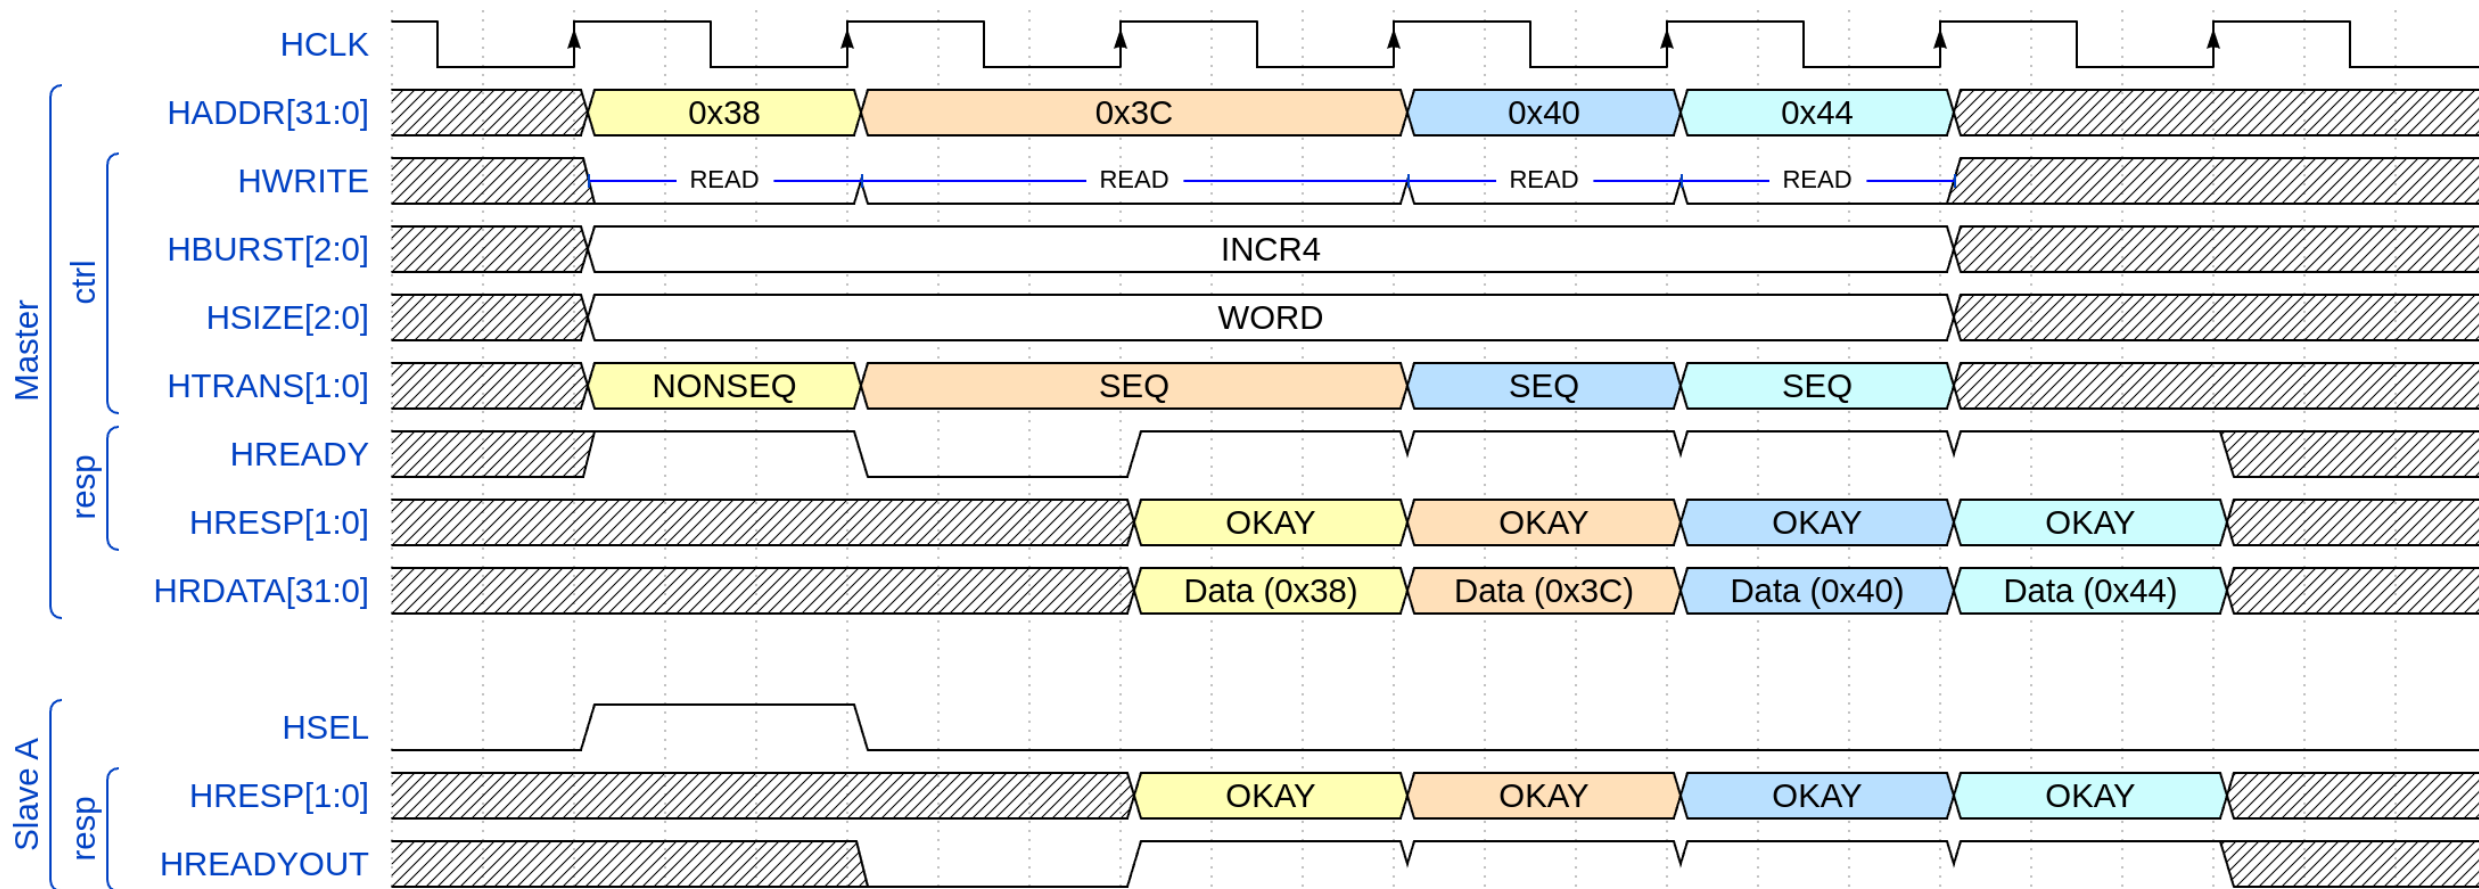 HCLK
Master
HADDR[31:0] 0x38 0x3C 0x40 0x44
ctrl
HWRITE READ READ READ READ
HBURST[2:0] INCR4
HSIZE[2:0] WORD
HTRANS[1:0] NONSEQ SEQ SEQ SEQ
resp
HREADY
HRESP[1:0] OKAY OKAY OKAY OKAY
HRDATA[31:0] Data (0x38) Data (0x3C) Data (0x40) Data (0x44)
Slave A
HSEL
resp
HRESP[1:0] OKAY OKAY OKAY OKAY
HREADYOUT